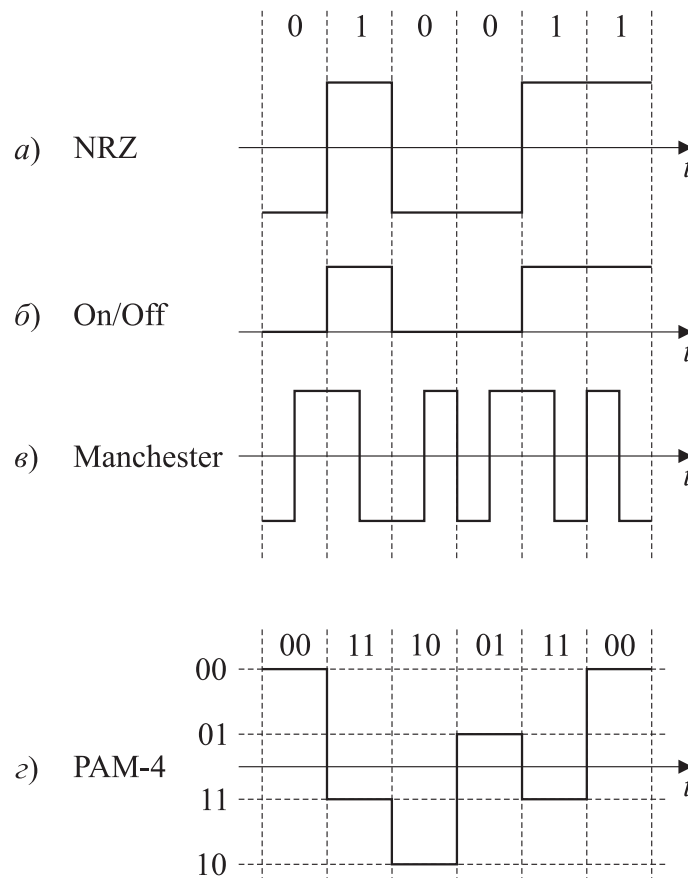 0 1 0 0 1 1
а) NRZ
t
б) On/Off
t
в) Manchester
t
00 11 10 01 11 00
00
01
г) PAM-4
t
11
10